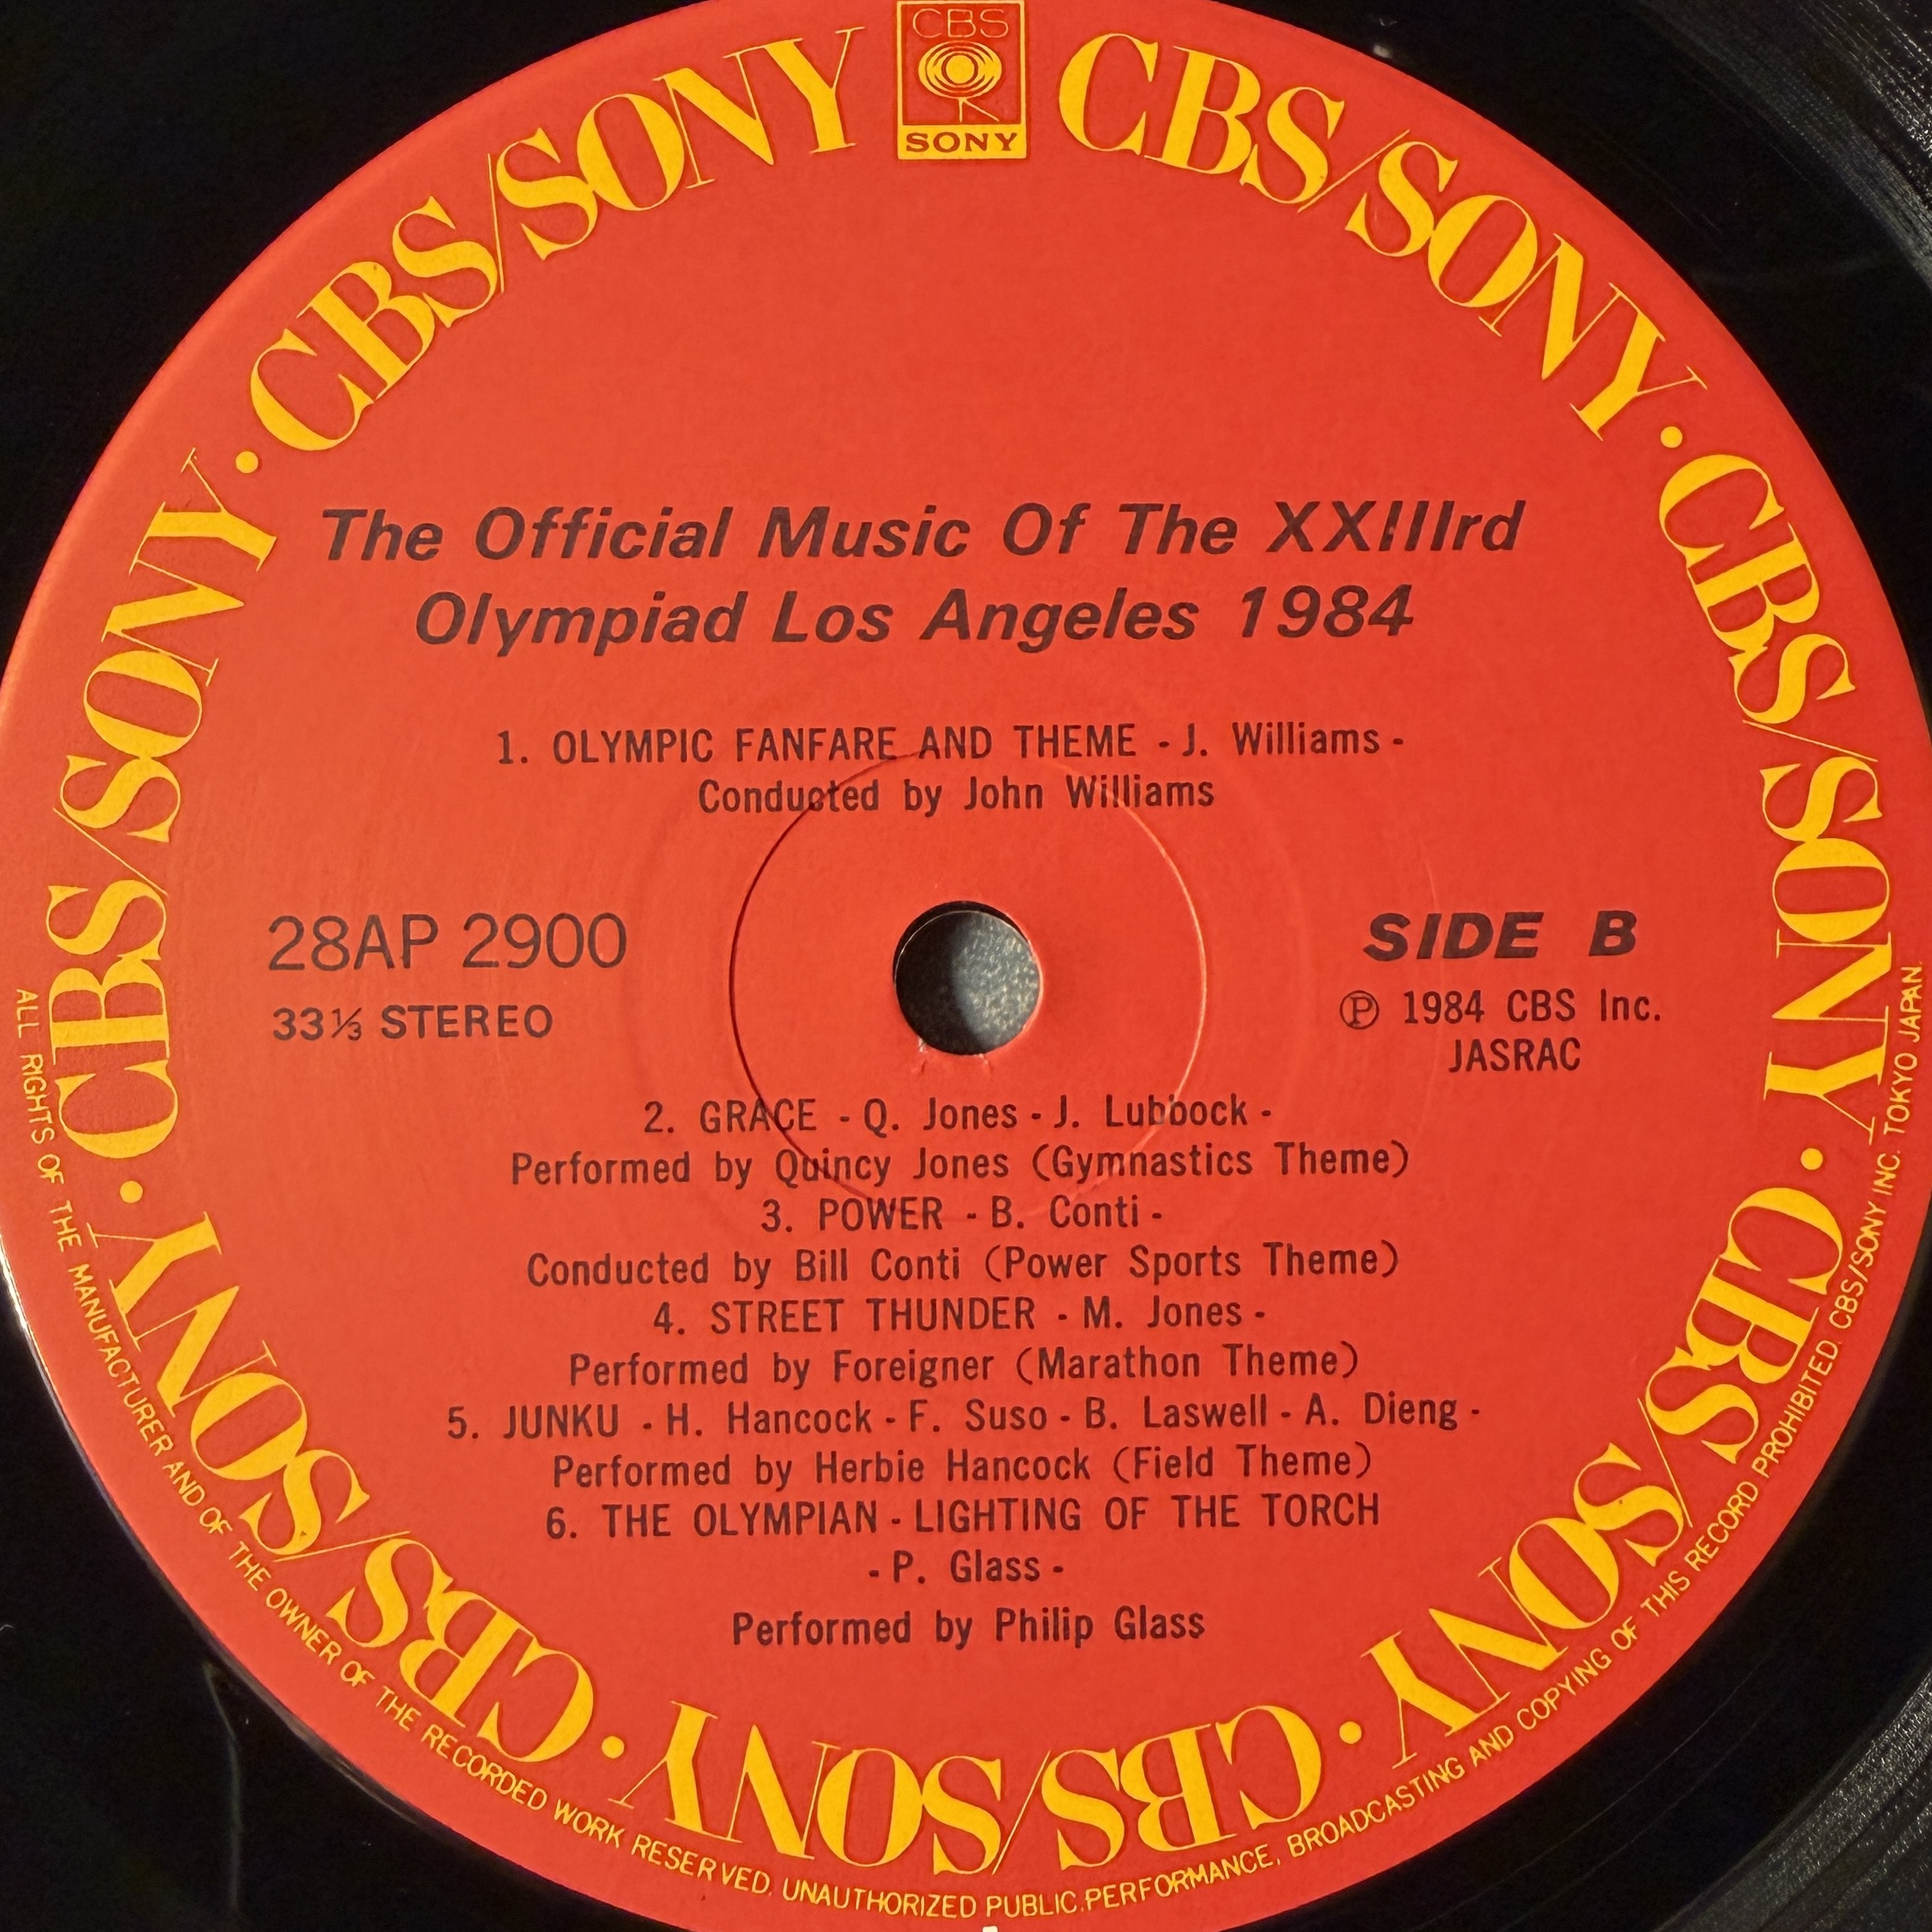 CBS
SONY
CBS/SONY · CBS/SONY · CBS/SONY · CBS/SONY · CBS/SONY · CBS/SONY · CBS/SONY
The Official Music Of The XXIIIrd
Olympiad Los Angeles 1984
1. OLYMPIC FANFARE AND THEME - J. Williams -
Conducted by John Williams
28AP 2900
33⅓ STEREO
SIDE B
Ⓟ 1984 CBS Inc.
JASRAC
2. GRACE - Q. Jones - J. Lubbock -
Performed by Quincy Jones (Gymnastics Theme)
3. POWER - B. Conti -
Conducted by Bill Conti (Power Sports Theme)
4. STREET THUNDER - M. Jones -
Performed by Foreigner (Marathon Theme)
5. JUNKU - H. Hancock - F. Suso - B. Laswell - A. Dieng -
Performed by Herbie Hancock (Field Theme)
6. THE OLYMPIAN - LIGHTING OF THE TORCH
- P. Glass -
Performed by Philip Glass
ALL RIGHTS OF THE MANUFACTURER AND OF THE OWNER OF THE RECORDED WORK RESERVED. UNAUTHORIZED PUBLIC.PERFORMANCE, BROADCASTING AND COPYING OF THIS RECORD PROHIBITED. CBS/SONY INC. TOKYO JAPAN.